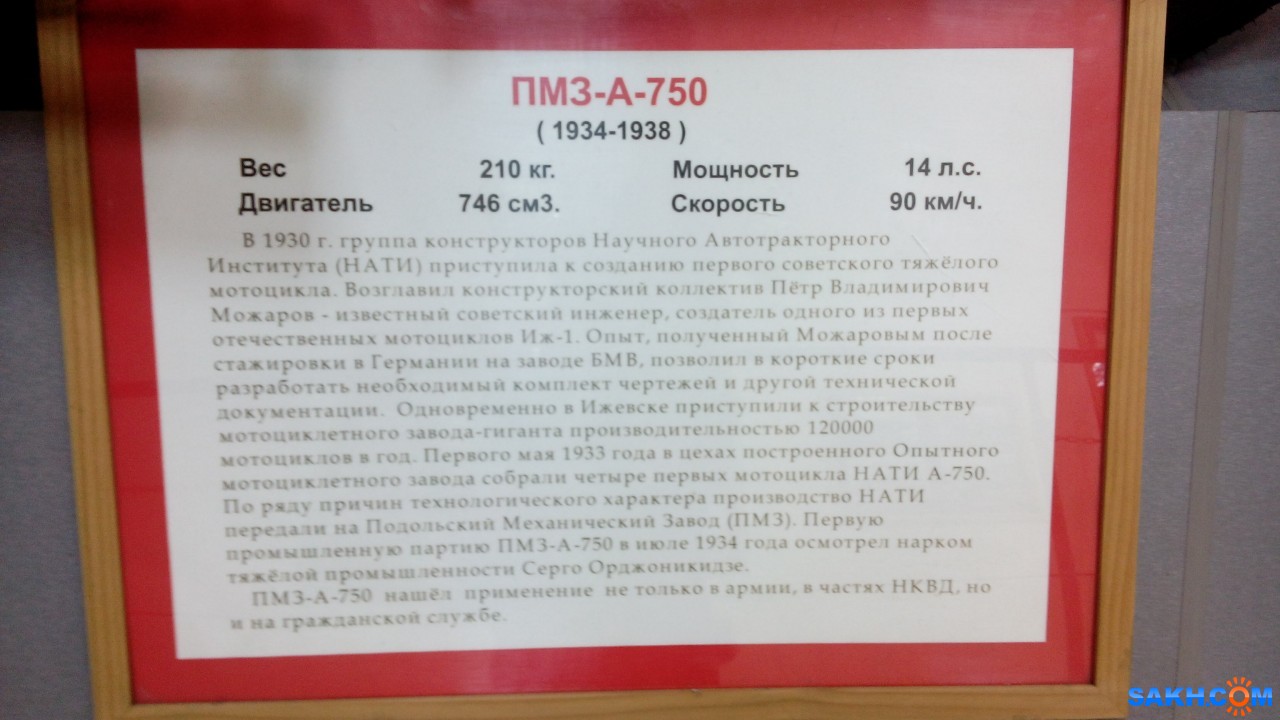 ПМЗ-А-750
( 1934-1938 )
Вес 210 кг. Мощность 14 л.с.
Двигатель 746 см3. Скорость 90 км/ч.
В 1930 г. группа конструкторов Научного Автотракторного
Института (НАТИ) приступила к созданию первого советского тяжёлого
мотоцикла. Возглавил конструкторский коллектив Пётр Владимирович
Можаров - известный советский инженер, создатель одного из первых
отечественных мотоциклов Иж-1. Опыт, полученный Можаровым после
стажировки в Германии на заводе БМВ, позволил в короткие сроки
разработать необходимый комплект чертежей и другой технической
документации. Одновременно в Ижевске приступили к строительству
мотоциклетного завода-гиганта производительностью 120000
мотоциклов в год. Первого мая 1933 года в цехах построенного Опытного
мотоциклетного завода собрали четыре первых мотоцикла НАТИ А-750.
По ряду причин технологического характера производство НАТИ
передали на Подольский Механический Завод (ПМЗ). Первую
промышленную партию ПМЗ-А-750 в июле 1934 года осмотрел нарком
тяжёлой промышленности Серго Орджоникидзе.
ПМЗ-А-750 нашёл применение не только в армии, в частях НКВД, но
и на гражданской службе.
SAKH.COM